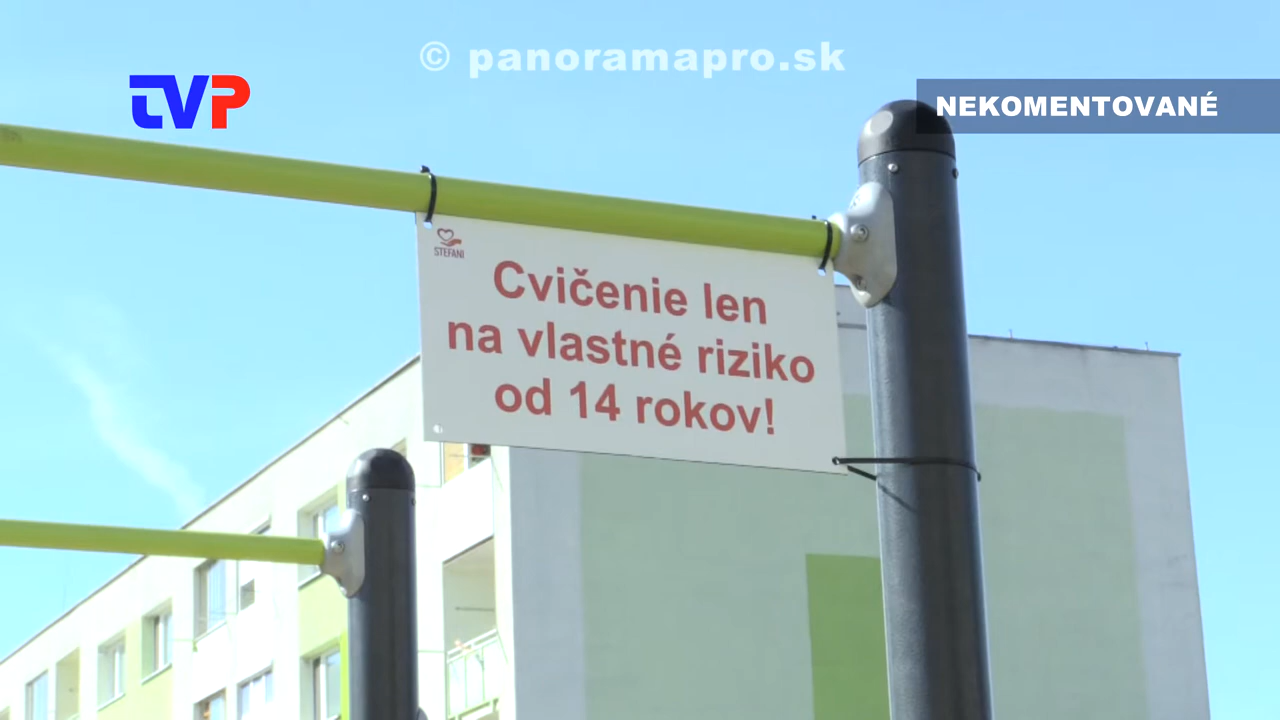 © panoramapro.sk
TVP
NEKOMENTOVANÉ
STEFANI
Cvičenie len
na vlastné riziko
od 14 rokov!